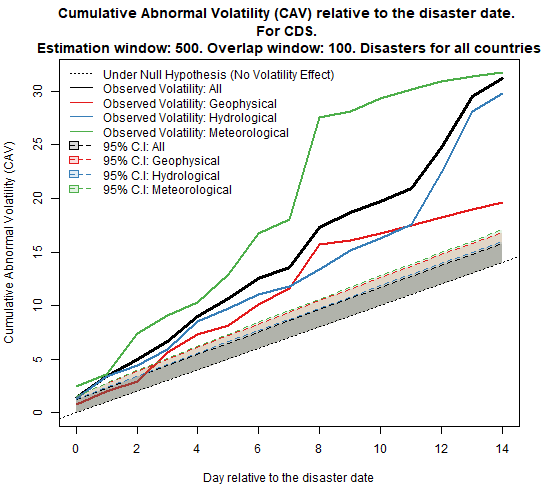 Cumulative Abnormal Volatility (CAV) relative to the disaster date.
For CDS.
Estimation window: 500. Overlap window: 100. Disasters for all countries
Under Null Hypothesis (No Volatility Effect)
Observed Volatility: All
Observed Volatility: Geophysical
Observed Volatility: Hydrological
Observed Volatility: Meteorological
95% C.I: All
95% C.I: Geophysical
95% C.I: Hydrological
95% C.I: Meteorological
Cumulative Abnormal Volatility (CAV)
30
25
20
15
10
5
0
0 2 4 6 8 10 12 14
Day relative to the disaster date